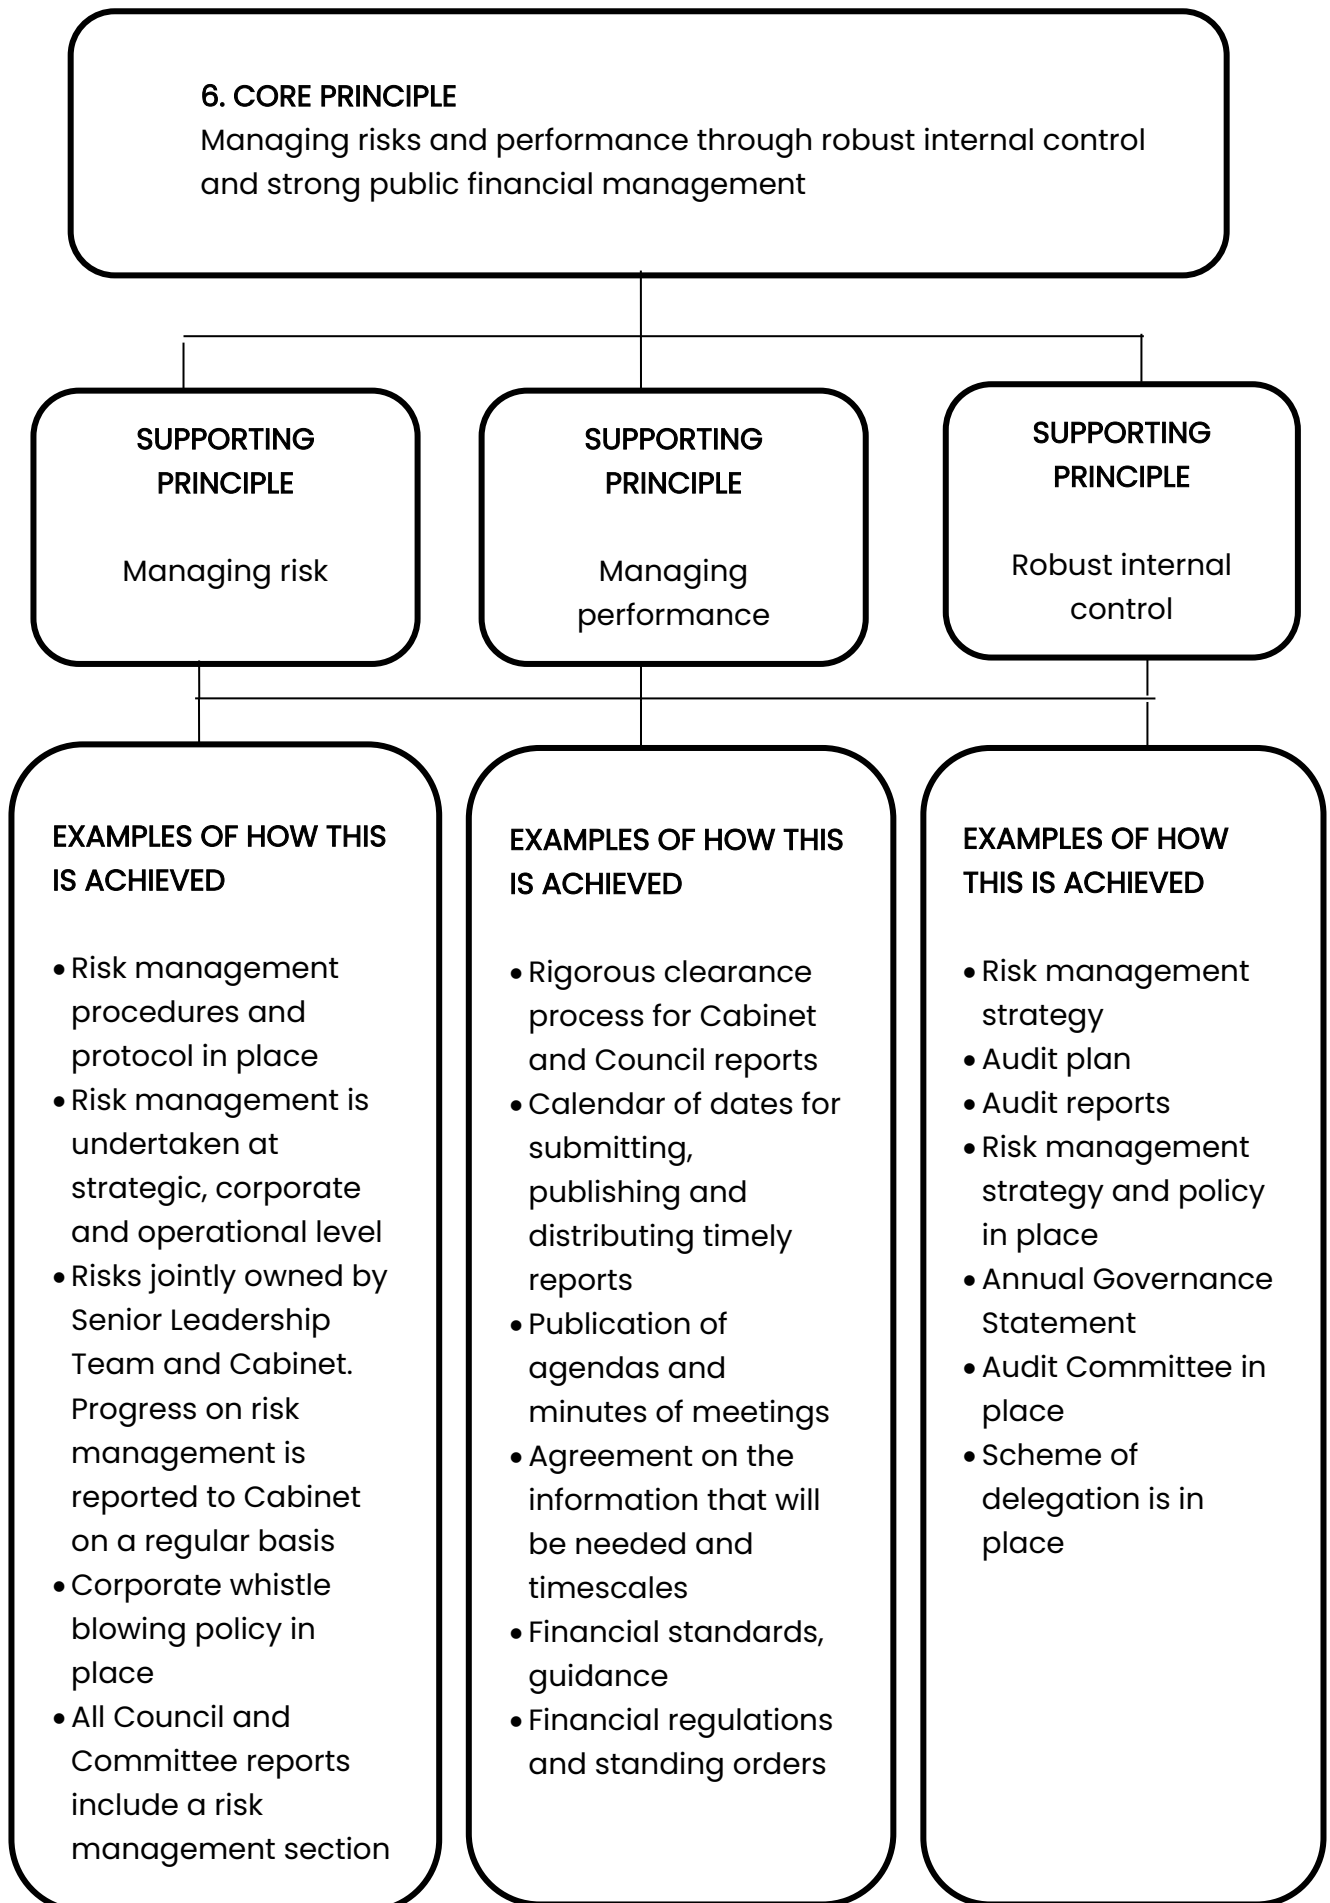 6. CORE PRINCIPLE
Managing risks and performance through robust internal control
and strong public financial management
SUPPORTING
PRINCIPLE
Managing risk
SUPPORTING
PRINCIPLE
Managing
performance
SUPPORTING
PRINCIPLE
Robust internal
control
EXAMPLES OF HOW THIS
IS ACHIEVED
• Risk management
procedures and
protocol in place
• Risk management is
undertaken at
strategic, corporate
and operational level
• Risks jointly owned by
Senior Leadership
Team and Cabinet.
Progress on risk
management is
reported to Cabinet
on a regular basis
• Corporate whistle
blowing policy in
place
• All Council and
Committee reports
include a risk
management section
EXAMPLES OF HOW THIS
IS ACHIEVED
• Rigorous clearance
process for Cabinet
and Council reports
• Calendar of dates for
submitting,
publishing and
distributing timely
reports
• Publication of
agendas and
minutes of meetings
• Agreement on the
information that will
be needed and
timescales
• Financial standards,
guidance
• Financial regulations
and standing orders
EXAMPLES OF HOW
THIS IS ACHIEVED
• Risk management
strategy
• Audit plan
• Audit reports
• Risk management
strategy and policy
in place
• Annual Governance
Statement
• Audit Committee in
place
• Scheme of
delegation is in
place